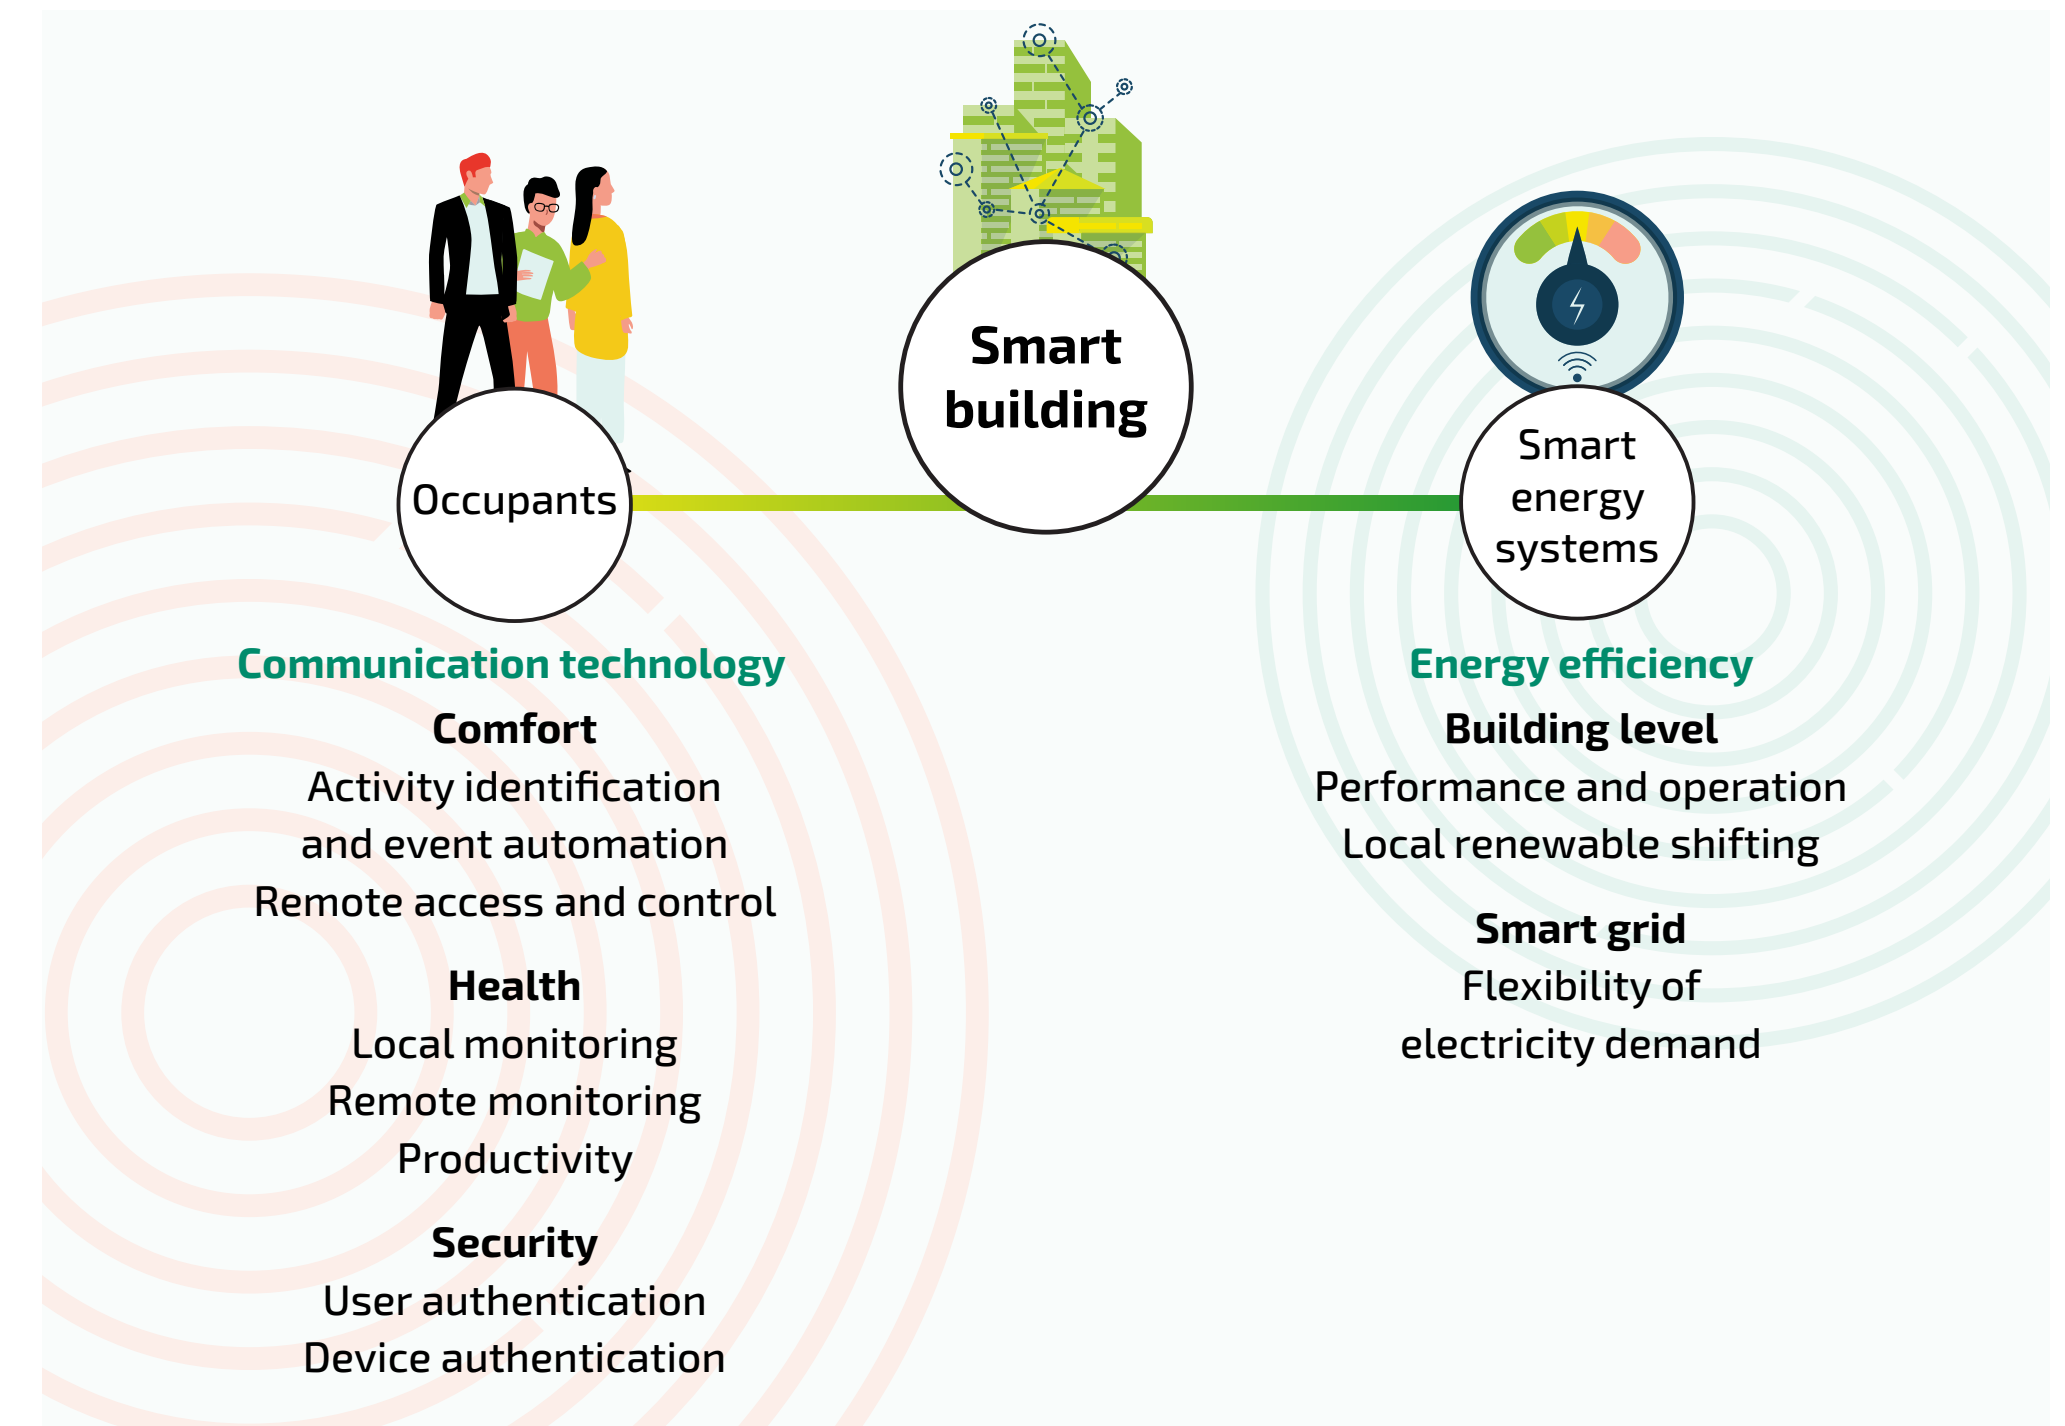 Smart
building
Occupants
Smart
energy
systems
Communication technology
Comfort
Activity identification
and event automation
Remote access and control
Health
Local monitoring
Remote monitoring
Productivity
Security
User authentication
Device authentication
Energy efficiency
Building level
Performance and operation
Local renewable shifting
Smart grid
Flexibility of
electricity demand